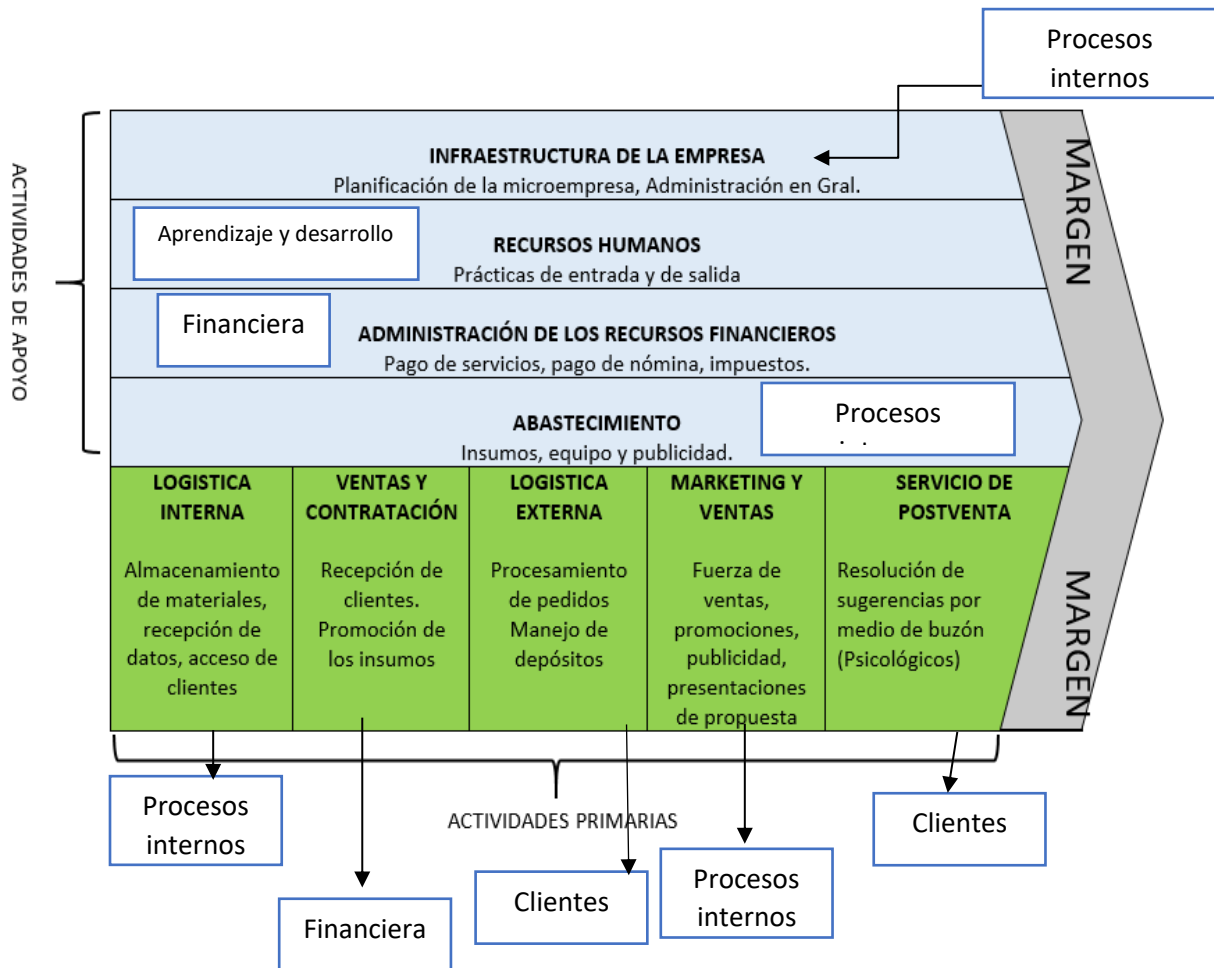 Procesos
internos
ACTIVIDADES DE APOYO
INFRAESTRUCTURA DE LA EMPRESA
Planificación de la microempresa, Administración en Gral.
Aprendizaje y desarrollo
RECURSOS HUMANOS
Prácticas de entrada y de salida
Financiera
ADMINISTRACIÓN DE LOS RECURSOS FINANCIEROS
Pago de servicios, pago de nómina, impuestos.
Procesos
ABASTECIMIENTO
Insumos, equipo y publicidad.
MARGEN
MARGEN
LOGISTICA
INTERNA
Almacenamiento
de materiales,
recepción de
datos, acceso de
clientes
VENTAS Y
CONTRATACIÓN
Recepción de
clientes.
Promoción de
los insumos
LOGISTICA
EXTERNA
Procesamiento
de pedidos
Manejo de
depósitos
MARKETING Y
VENTAS
Fuerza de
ventas,
promociones,
publicidad,
presentaciones
de propuesta
SERVICIO DE
POSTVENTA
Resolución de
sugerencias por
medio de buzón
(Psicológicos)
Procesos
internos
ACTIVIDADES PRIMARIAS
Financiera
Clientes
Procesos
internos
Clientes